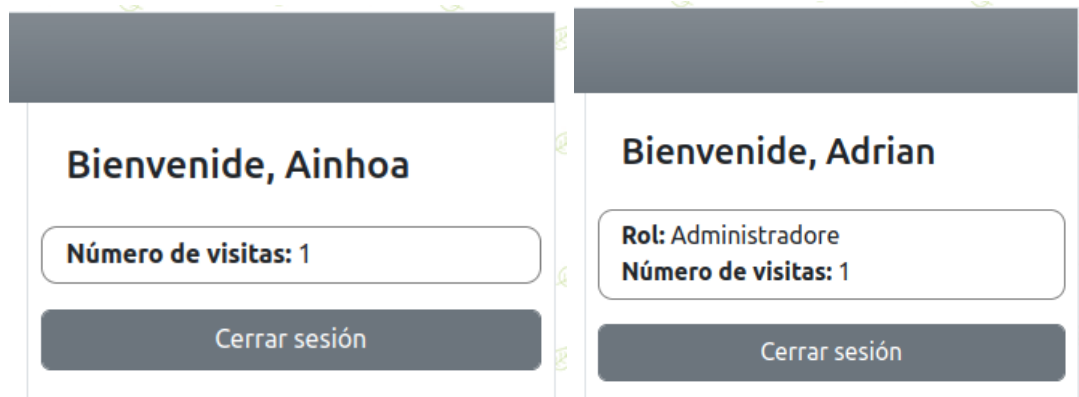 Bienvenide, Ainhoa
Número de visitas: 1
Cerrar sesión
Bienvenide, Adrian
Rol: Administradore
Número de visitas: 1
Cerrar sesión